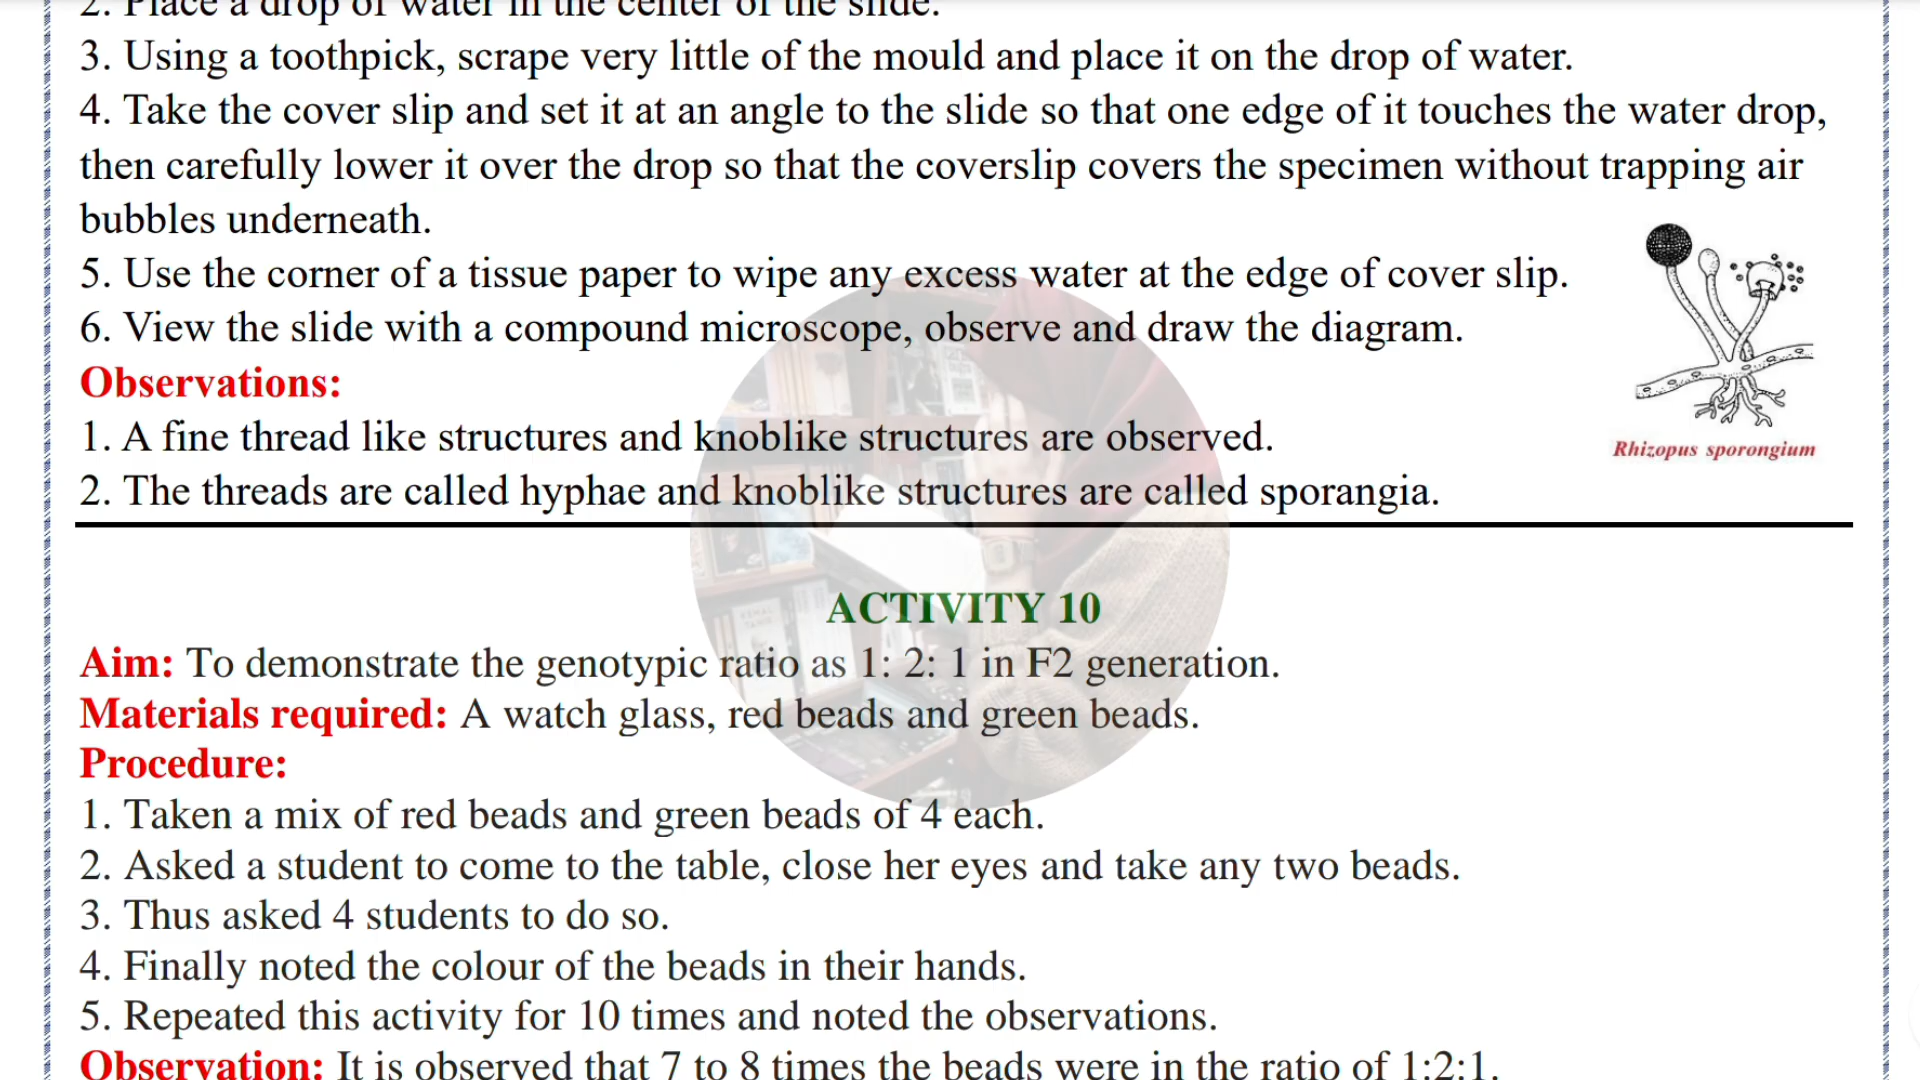 2. Place a drop of water in the center of the slide.
3. Using a toothpick, scrape very little of the mould and place it on the drop of water.
4. Take the cover slip and set it at an angle to the slide so that one edge of it touches the water drop,
then carefully lower it over the drop so that the coverslip covers the specimen without trapping air
bubbles underneath.
5. Use the corner of a tissue paper to wipe any excess water at the edge of cover slip.
6. View the slide with a compound microscope, observe and draw the diagram.
Observations:
1. A fine thread like structures and knoblike structures are observed.
Rhizopus sporongium
2. The threads are called hyphae and knoblike structures are called sporangia.
ACTIVITY 10
Aim: To demonstrate the genotypic ratio as 1: 2: 1 in F2 generation.
Materials required: A watch glass, red beads and green beads.
Procedure:
1. Taken a mix of red beads and green beads of 4 each.
2. Asked a student to come to the table, close her eyes and take any two beads.
3. Thus asked 4 students to do so.
4. Finally noted the colour of the beads in their hands.
5. Repeated this activity for 10 times and noted the observations.
Observation: It is observed that 7 to 8 times the beads were in the ratio of 1:2:1.